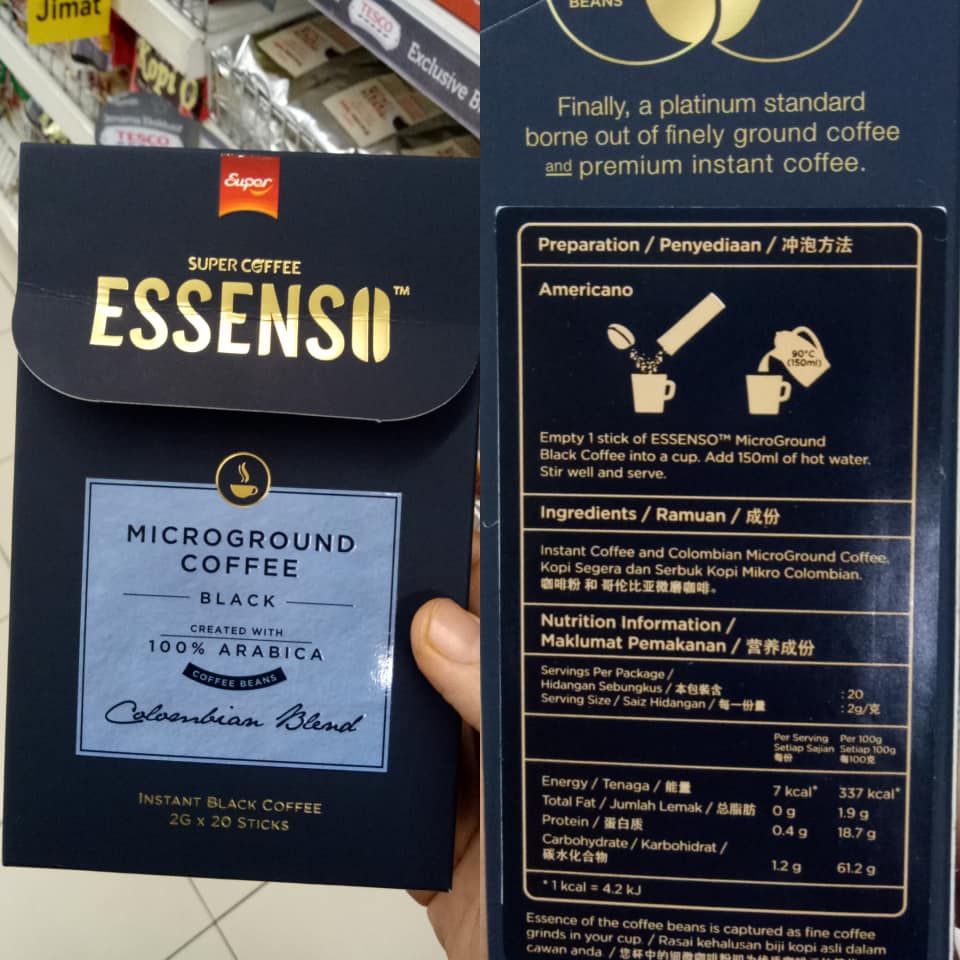 Jimat
Kopi O
TESCO
Exclusive
TESCO
Super
SUPER COFFEE
ESSENSO™
MICROGROUND
COFFEE
BLACK
CREATED WITH
100% ARABICA
COFFEE BEANS
Colombian Blend
INSTANT BLACK COFFEE
2G x 20 STICKS
BEANS
Finally, a platinum standard
borne out of finely ground coffee
and premium instant coffee.
Preparation / Penyediaan / 冲泡方法
Americano
90°C
(150ml)
Empty 1 stick of ESSENSO™ MicroGround
Black Coffee into a cup. Add 150ml of hot water.
Stir well and serve.
Ingredients / Ramuan / 成份
Instant Coffee and Colombian MicroGround Coffee.
Kopi Segera dan Serbuk Kopi Mikro Colombian.
咖啡粉 和 哥伦比亚微磨咖啡。
Nutrition Information /
Maklumat Pemakanan / 营养成份
Servings Per Package /
Hidangan Sebungkus / 本包装含 : 20
Serving Size / Saiz Hidangan / 每一份量 : 2g/克
Per Serving Per 100g
Setiap Sajian Setiap 100g
每份 每100克
Energy / Tenaga / 能量 7 kcal* 337 kcal*
Total Fat / Jumlah Lemak / 总脂肪 0 g 1.9 g
Protein / 蛋白质 0.4 g 18.7 g
Carbohydrate / Karbohidrat /
碳水化合物 1.2 g 61.2 g
* 1 kcal = 4.2 kJ
Essence of the coffee beans is captured as fine coffee
grinds in your cup. / Rasai kehalusan biji kopi asli dalam
cawan anda. /